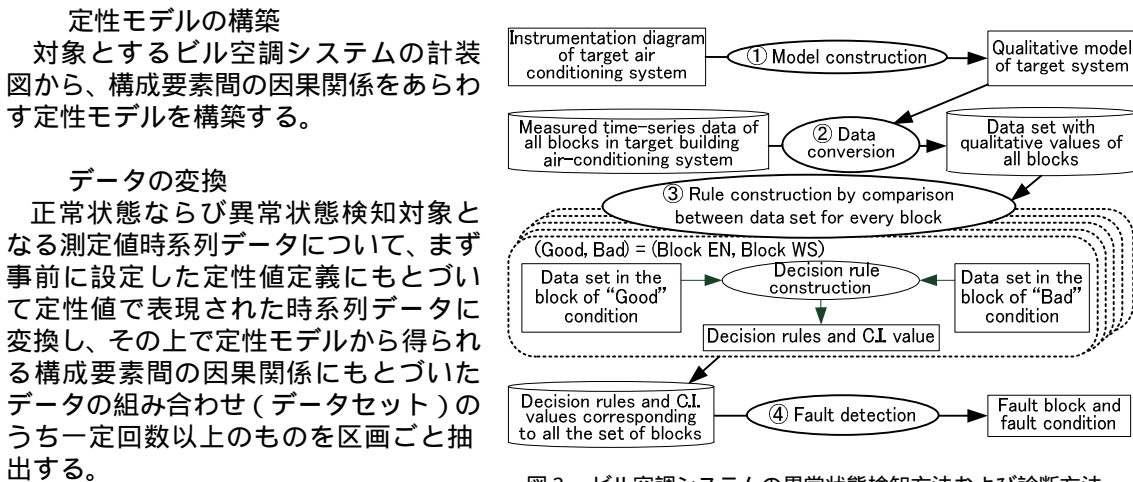 定性モデルの構築
対象とするビル空調システムの計装
図から、構成要素間の因果関係をあらわ
す定性モデルを構築する。
データの変換
正常状態ならび異常状態検知対象と
なる測定値時系列データについて、まず
事前に設定した定性値定義にもとづい
て定性値で表現された時系列データに
変換し、その上で定性モデルから得られ
る構成要素間の因果関係にもとづいた
データの組み合わせ(データセット)の
うち一定回数以上のものを区画ごと抽
出する。
Instrumentation diagram
of target air
conditioning system
① Model construction
Qualitative model
of target system
Measured time-series data of
all blocks in target building
air-conditioning system
② Data
conversion
Data set with
qualitative values of
all blocks
③ Rule construction by comparison
between data set for every block
(Good, Bad) = (Block EN, Block WS)
Data set in the
block of “Good”
condition
Decision rule
construction
Data set in the
block of “Bad”
condition
Decision rules and C.I. value
Decision rules and C.I.
values corresponding
to all the set of blocks
④ Fault detection
Fault block and
fault condition